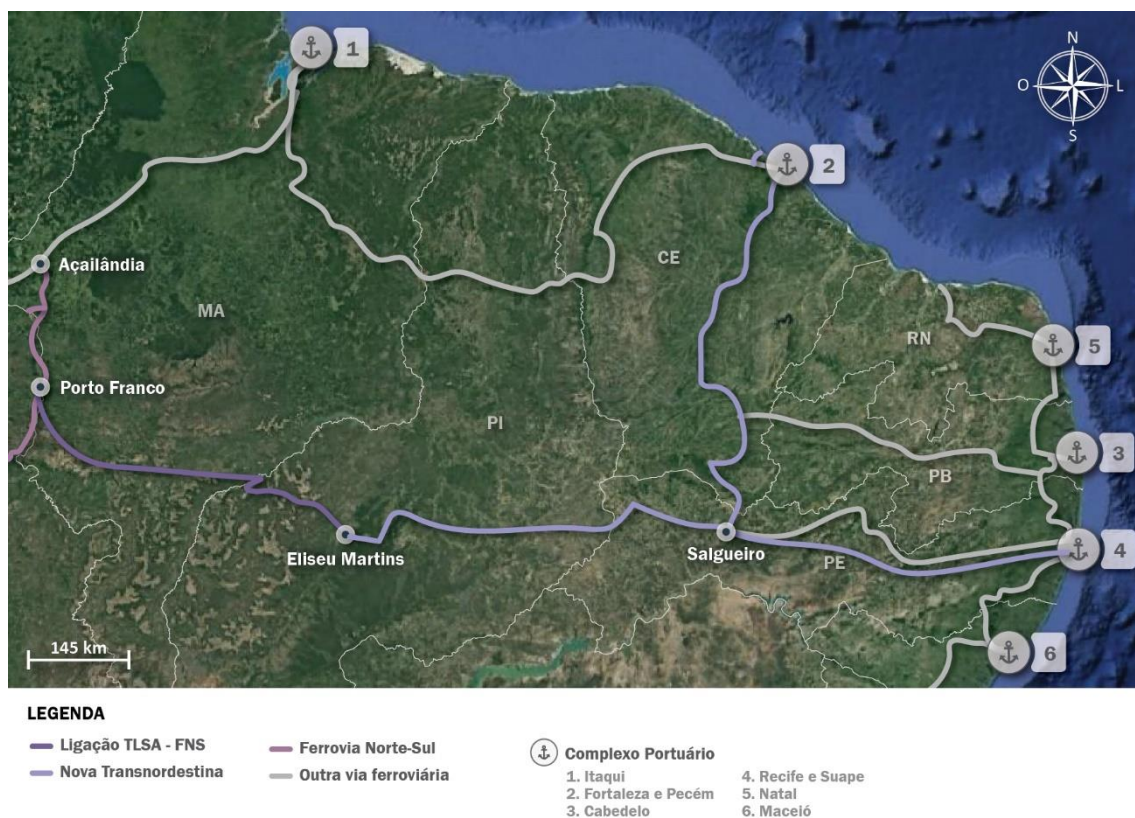 1
N
O
L
S
2
CE
Açailândia
MA
RN
5
Porto Franco
PI
3
PB
Eliseu Martins
Salgueiro
PE
4
145 km
6
LEGENDA
Ligação TLSA - FNS
Ferrovia Norte-Sul
Complexo Portuário
Nova Transnordestina
Outra via ferroviária
1. Itaqui
4. Recife e Suape
2. Fortaleza e Pecém
5. Natal
3. Cabedelo
6. Maceió